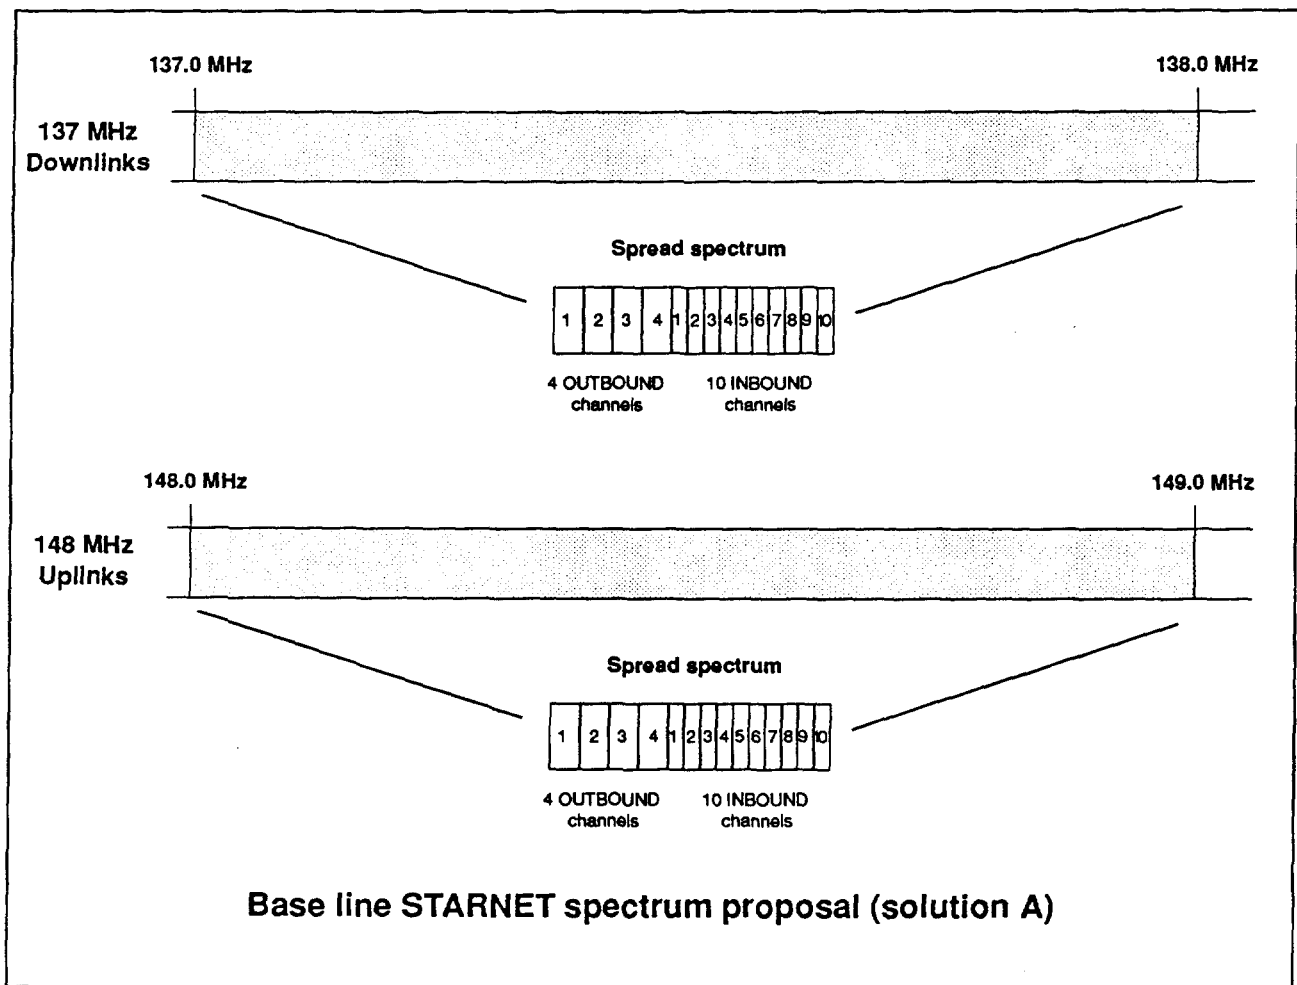 137.0 MHz
138.0 MHz
137 MHz
Downlinks
Spread spectrum
1 2 3 4 1 2 3 4 5 6 7 8 9 10
4 OUTBOUND
channels
10 INBOUND
channels
148.0 MHz
149.0 MHz
148 MHz
Uplinks
Spread spectrum
1 2 3 4 1 2 3 4 5 6 7 8 9 10
4 OUTBOUND
channels
10 INBOUND
channels
Base line STARNET spectrum proposal (solution A)